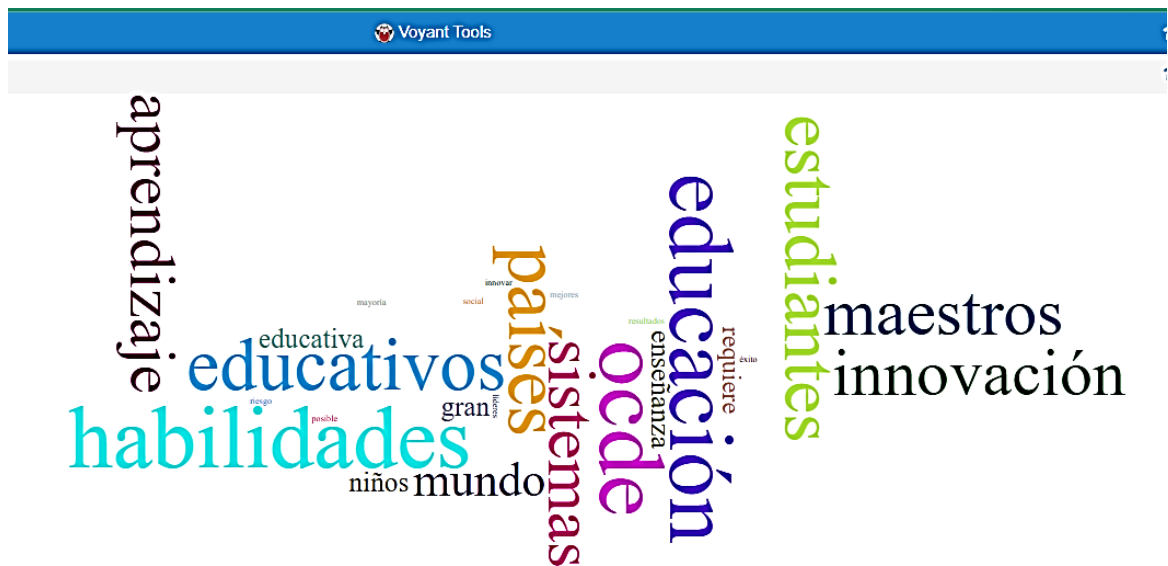 Voyant Tools
aprendizaje
estudiantes
educación
países
innovar
mejores
mayoría
social
maestros
resultados
requiere
educativa
enseñanza
sistemas
ocde
educativos
éxito
innovación
riesgo
líderes
gran
posible
habilidades
niños
mundo